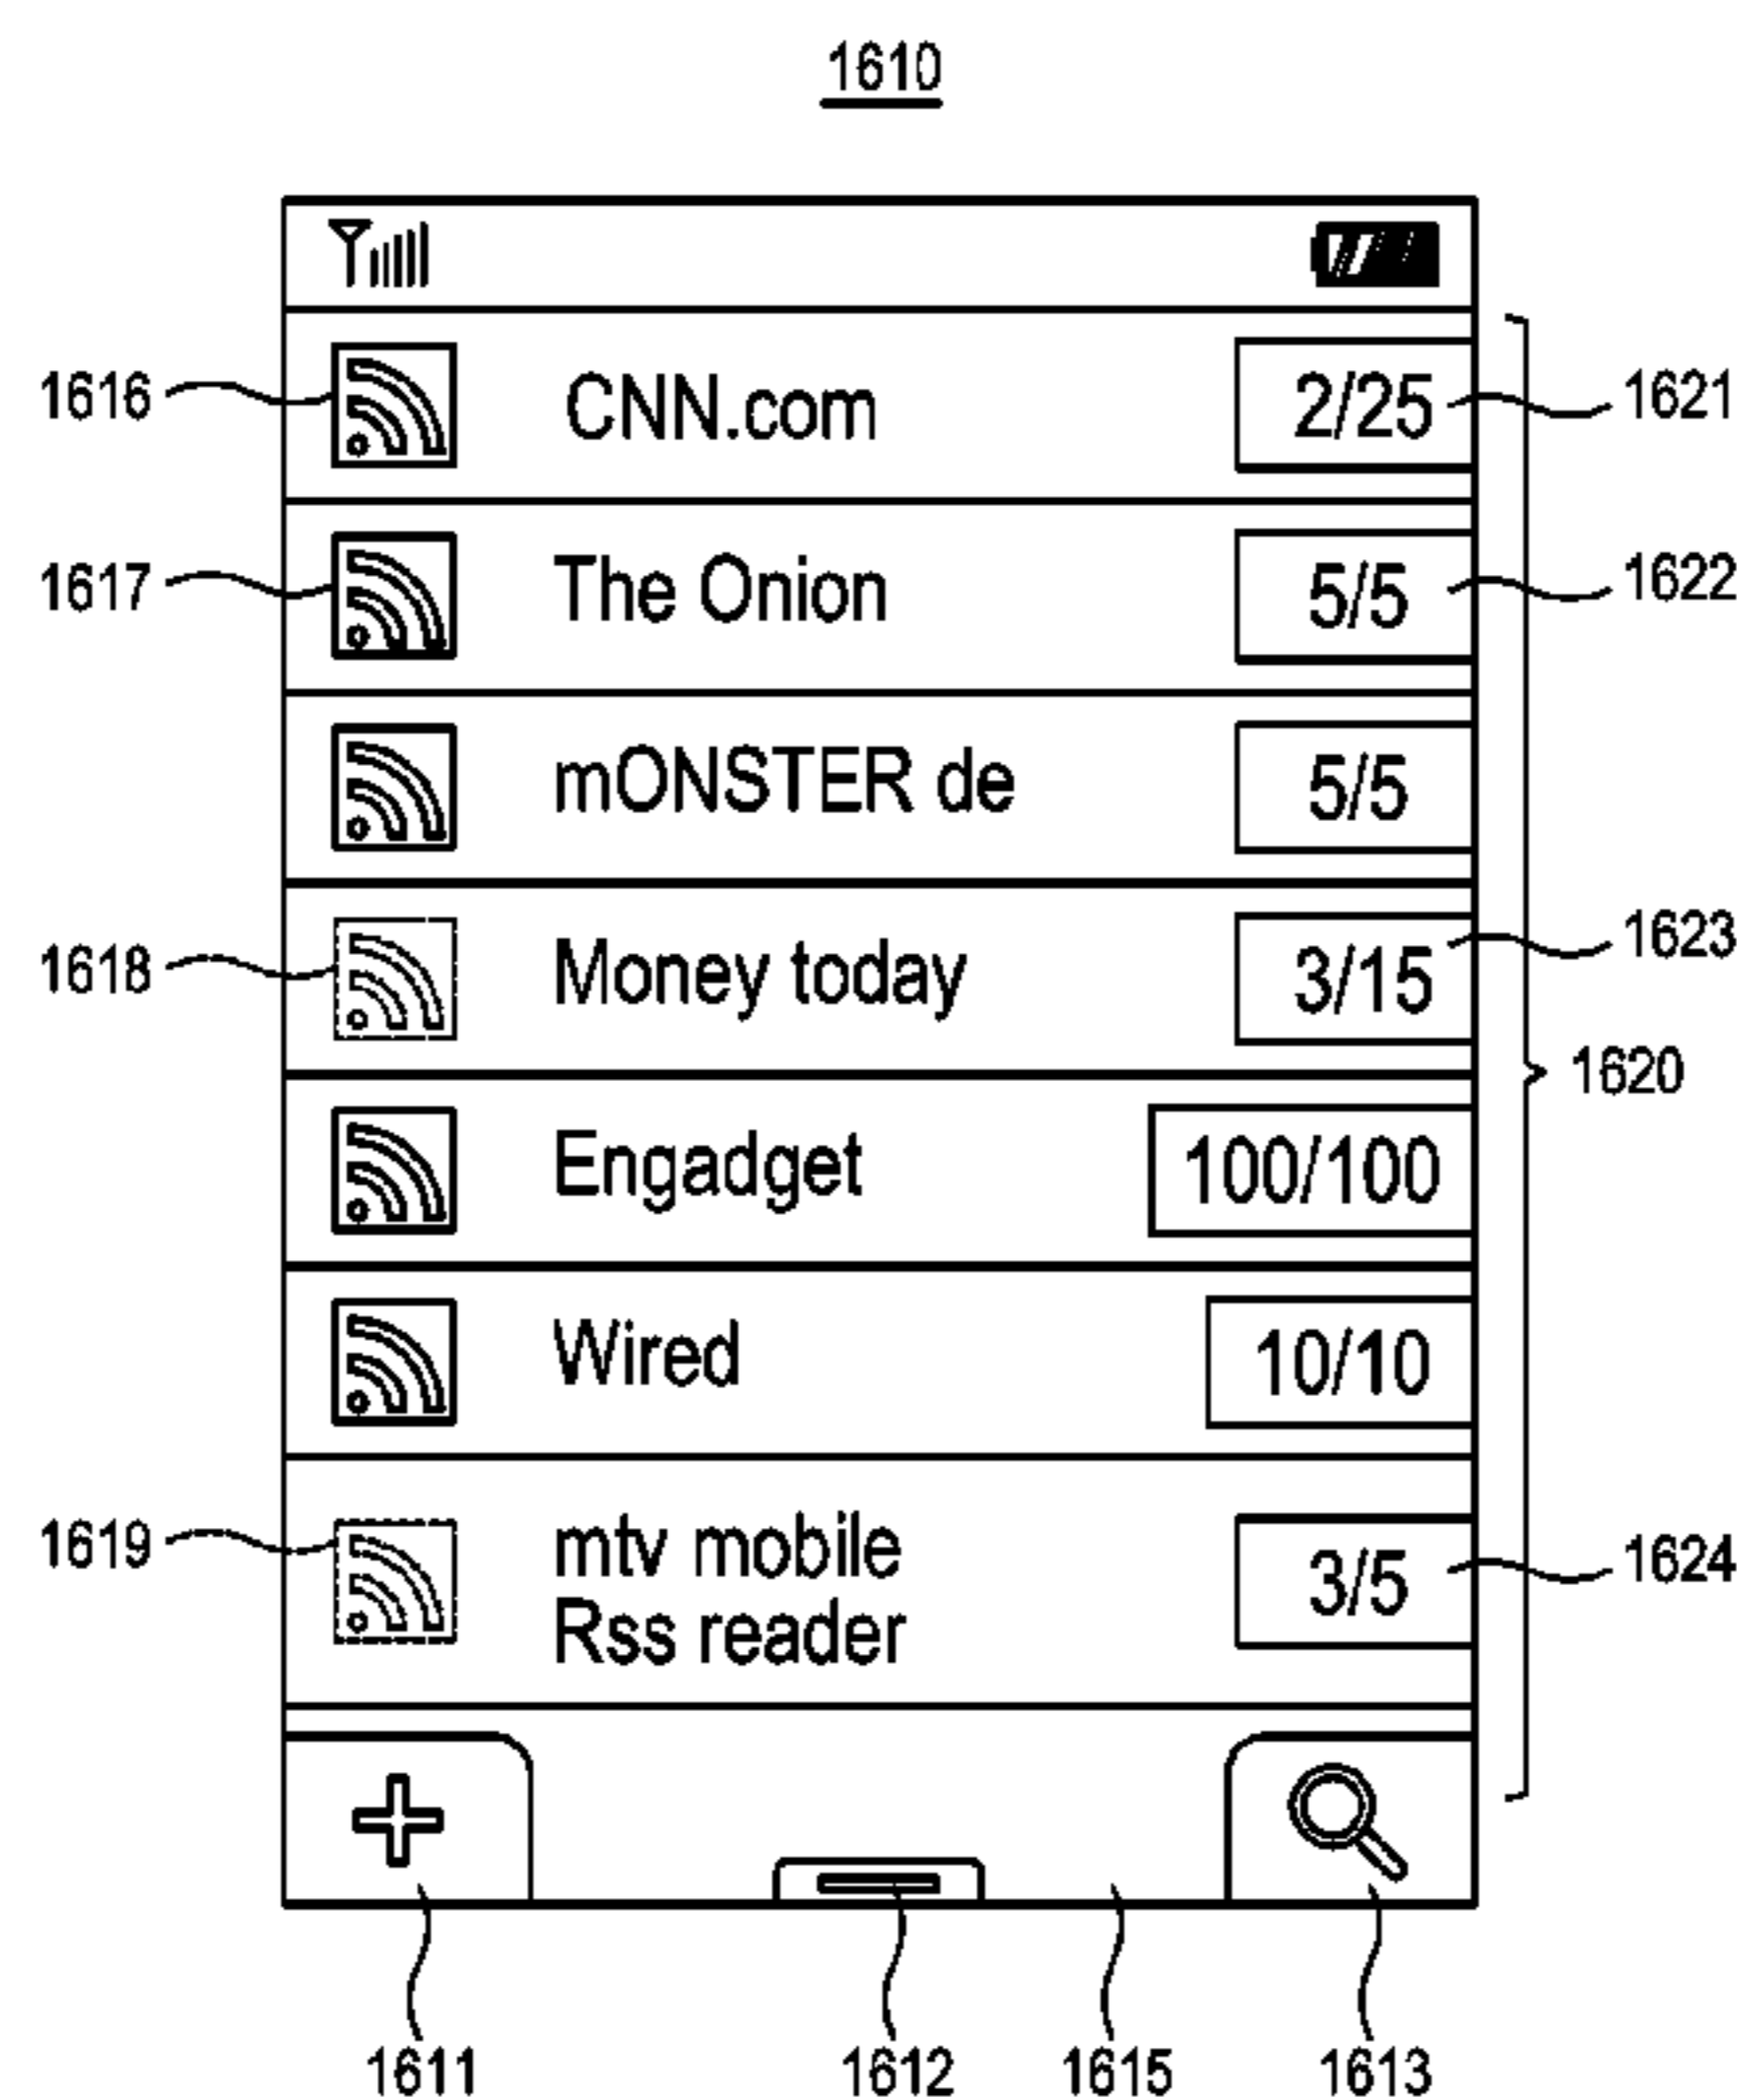 1610
1616
CNN.com
2/25
1621
1617
The Onion
5/5
1622
mONSTER de
5/5
1618
Money today
3/15
1623
1620
Engadget
100/100
Wired
10/10
1619
mtv mobile
Rss reader
3/5
1624
1611
1612
1615
1613